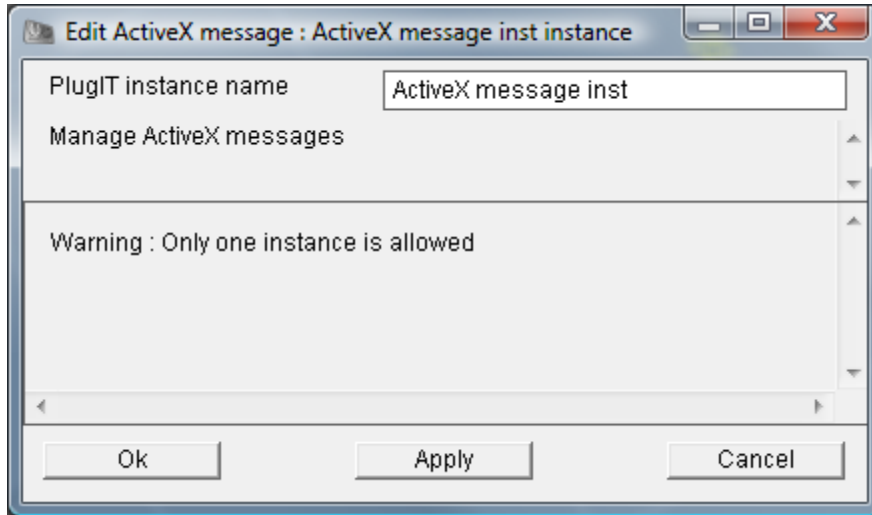 Edit ActiveX message : ActiveX message inst instance
PlugIT instance name
ActiveX message inst
Manage ActiveX messages
Warning : Only one instance is allowed
Ok
Apply
Cancel